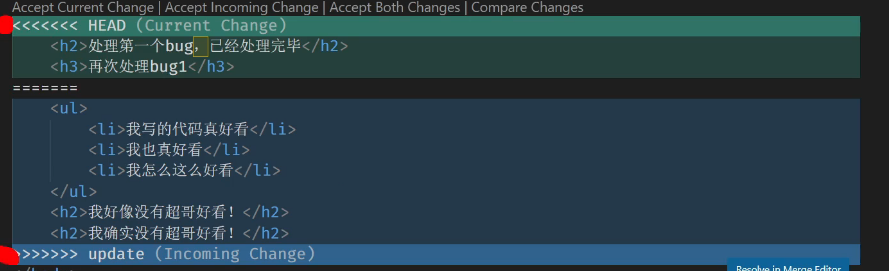 Accept Current Change | Accept Incoming Change | Accept Both Changes | Compare Changes
<<<<<<< HEAD (Current Change)
<h2>处理第一个bug，已经处理完毕</h2>
<h3>再次处理bug1</h3>
=======
<ul>
<li>我写的代码真好看</li>
<li>我也真好看</li>
<li>我怎么这么好看</li>
</ul>
<h2>我好像没有超哥好看！</h2>
<h2>我确实没有超哥好看！</h2>
>>>>>>> update (Incoming Change)
Resolve in Merge Editor